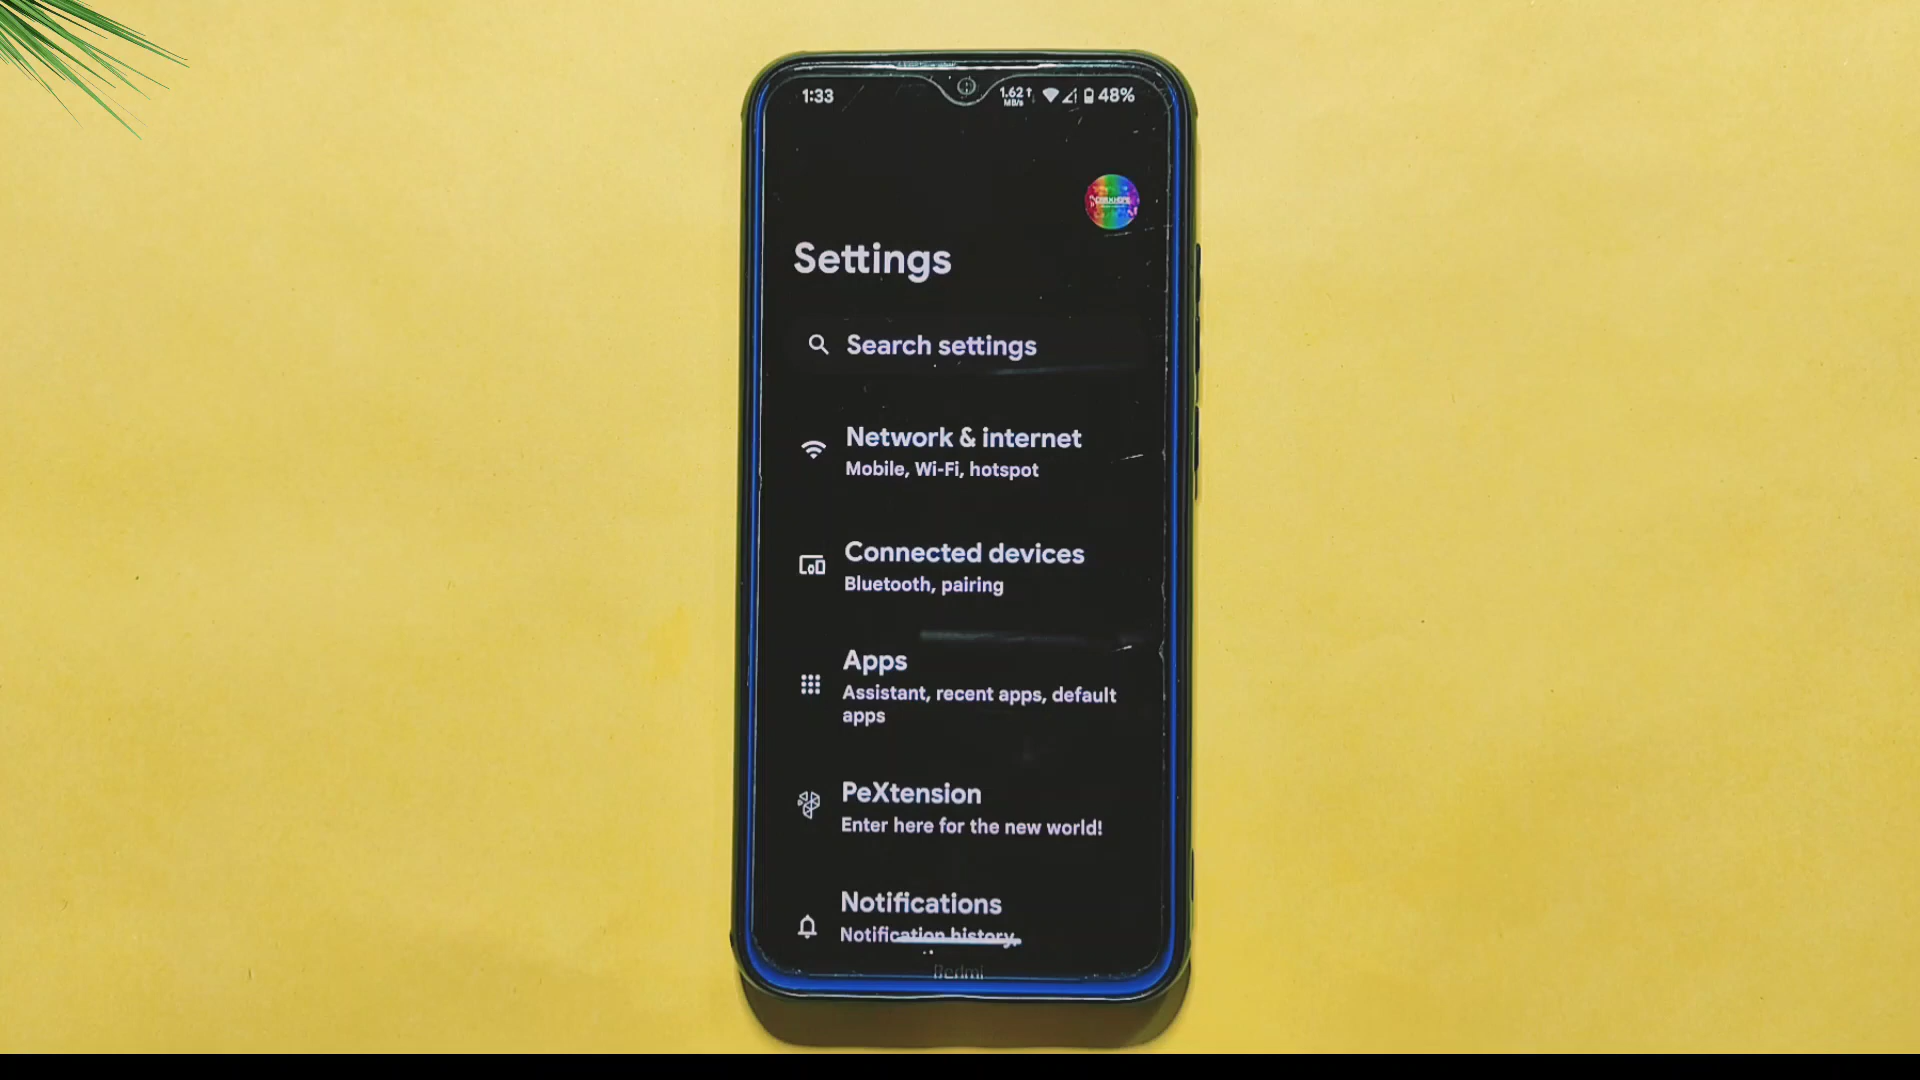 1:33
1.62↑
MB/s
48%
Settings
Search settings
Network & internet
Mobile, Wi-Fi, hotspot
Connected devices
Bluetooth, pairing
Apps
Assistant, recent apps, default
apps
PeXtension
Enter here for the new world!
Notifications
Notification history,
Redmi